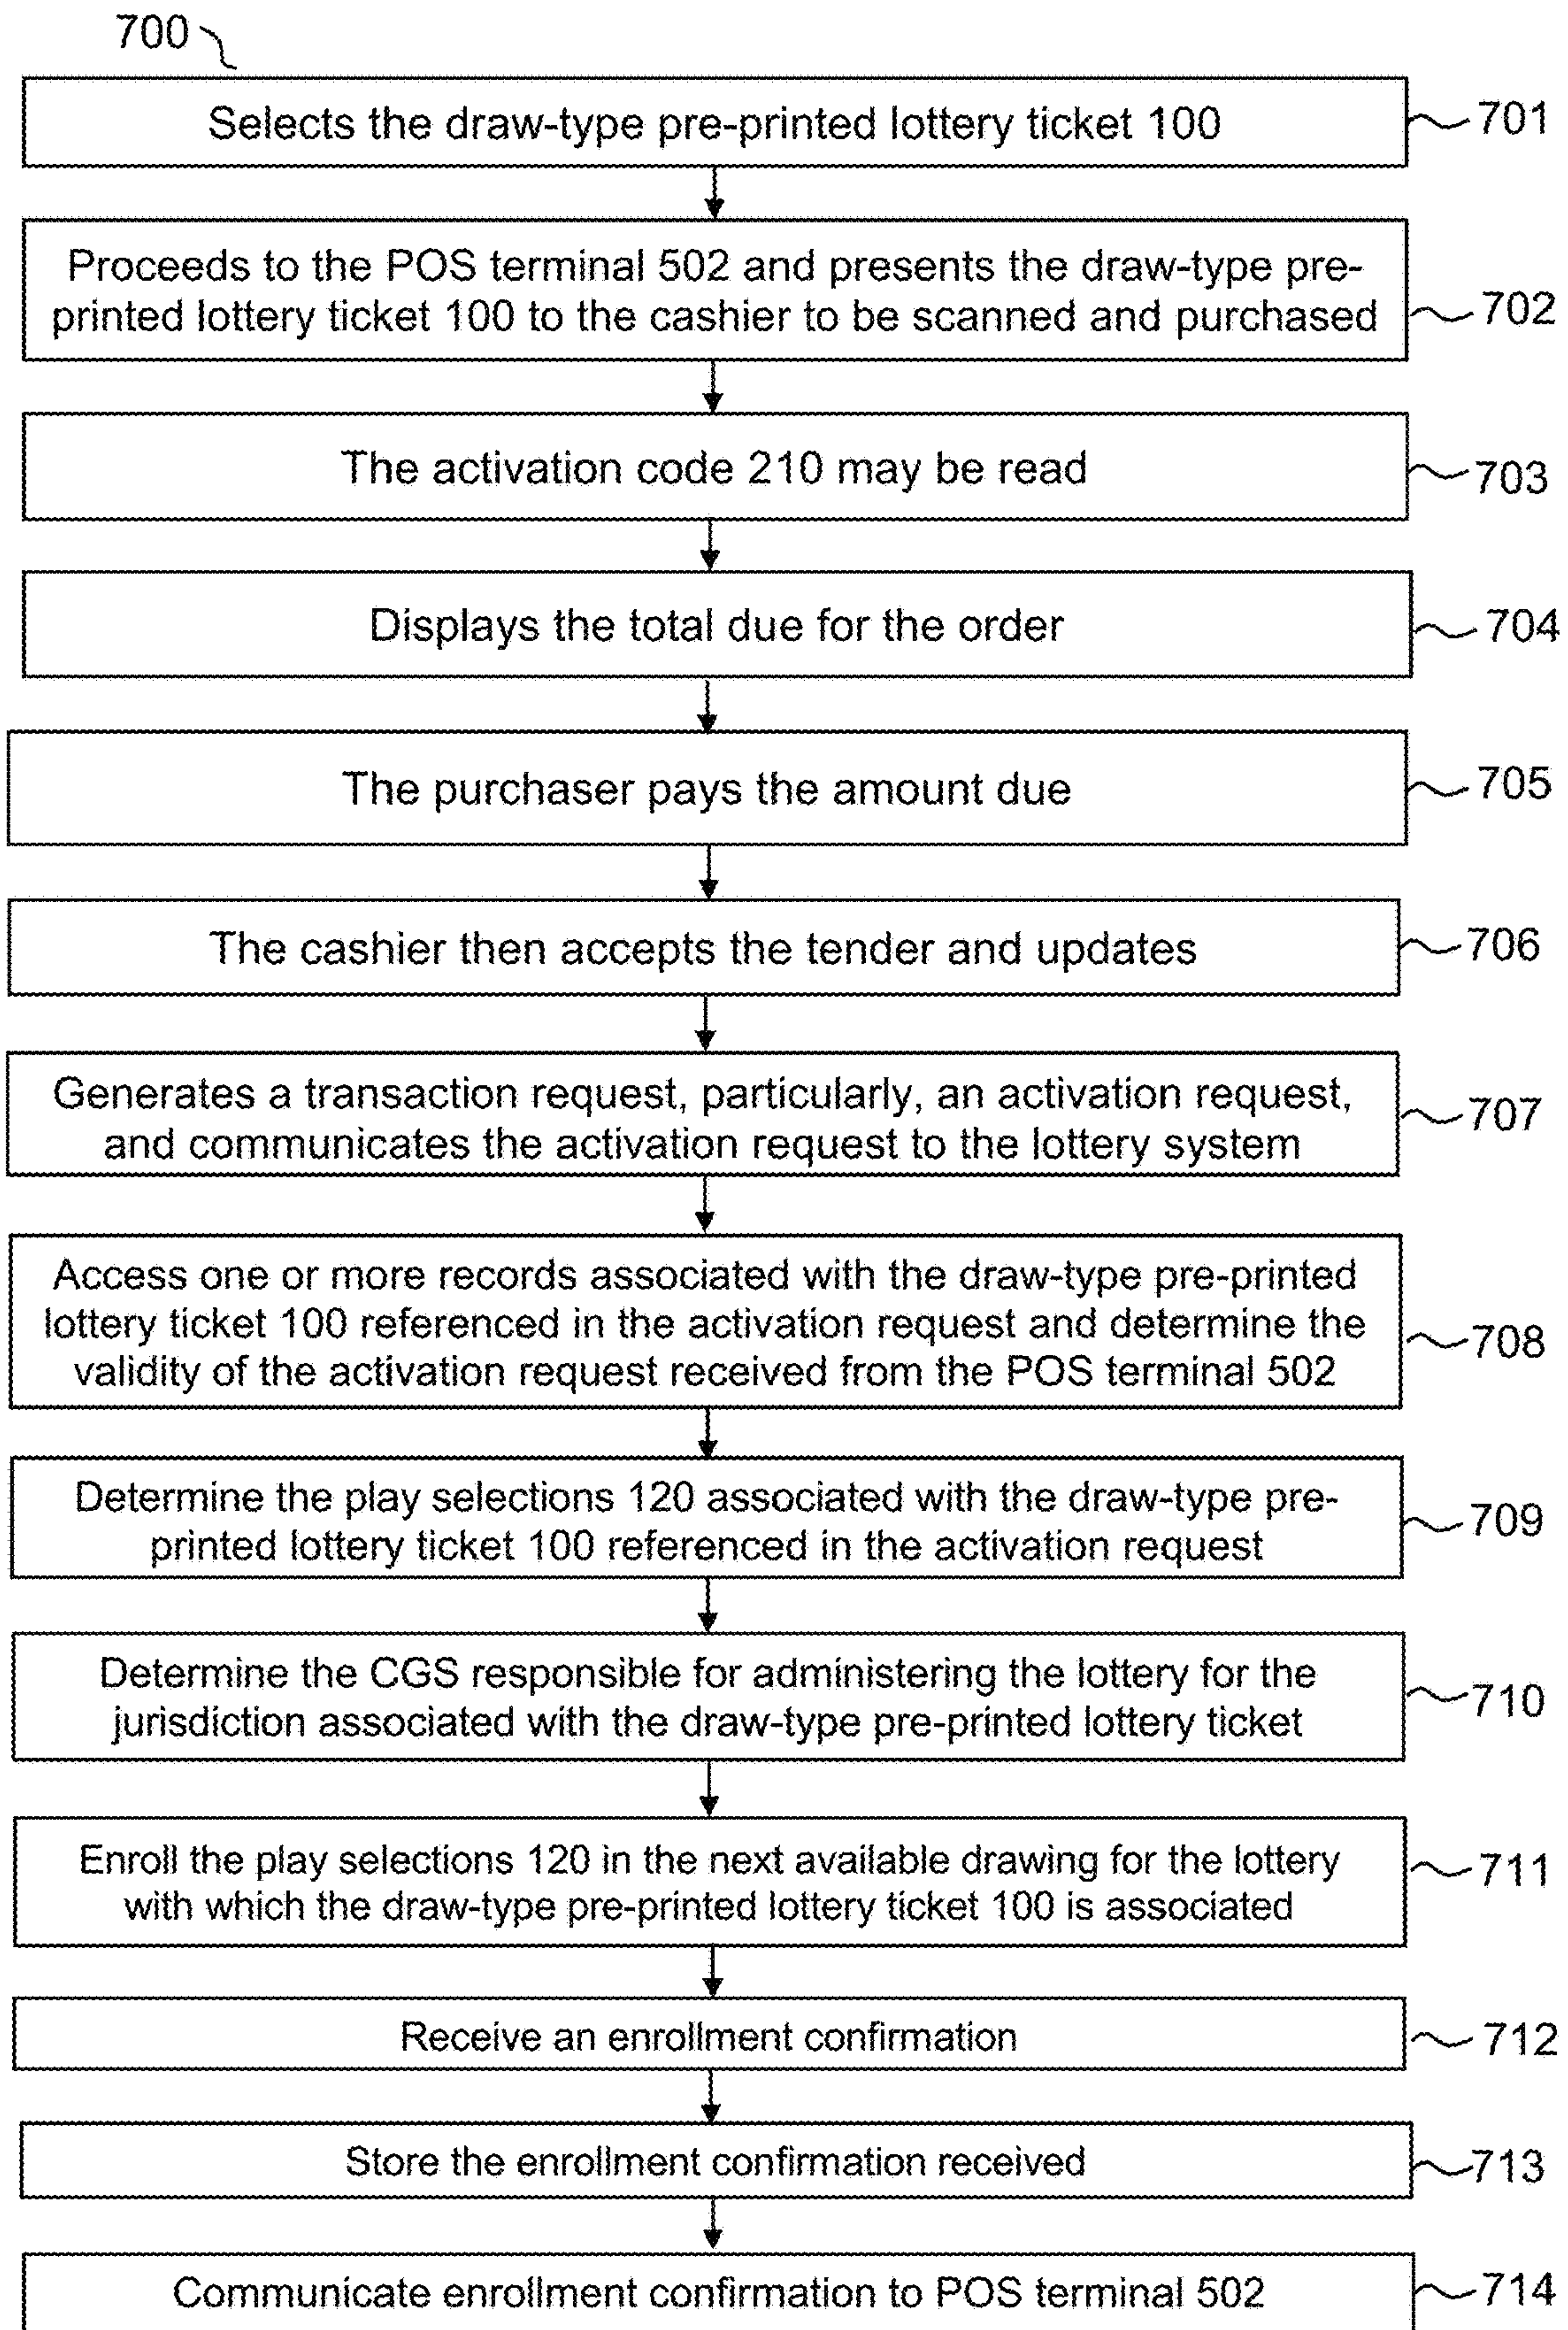 700
Selects the draw-type pre-printed lottery ticket 100
701
Proceeds to the POS terminal 502 and presents the draw-type pre-
printed lottery ticket 100 to the cashier to be scanned and purchased
702
The activation code 210 may be read
703
Displays the total due for the order
704
The purchaser pays the amount due
705
The cashier then accepts the tender and updates
706
Generates a transaction request, particularly, an activation request,
and communicates the activation request to the lottery system
707
Access one or more records associated with the draw-type pre-printed
lottery ticket 100 referenced in the activation request and determine the
validity of the activation request received from the POS terminal 502
708
Determine the play selections 120 associated with the draw-type pre-
printed lottery ticket 100 referenced in the activation request
709
Determine the CGS responsible for administering the lottery for the
jurisdiction associated with the draw-type pre-printed lottery ticket
710
Enroll the play selections 120 in the next available drawing for the lottery
with which the draw-type pre-printed lottery ticket 100 is associated
711
Receive an enrollment confirmation
712
Store the enrollment confirmation received
713
Communicate enrollment confirmation to POS terminal 502
714